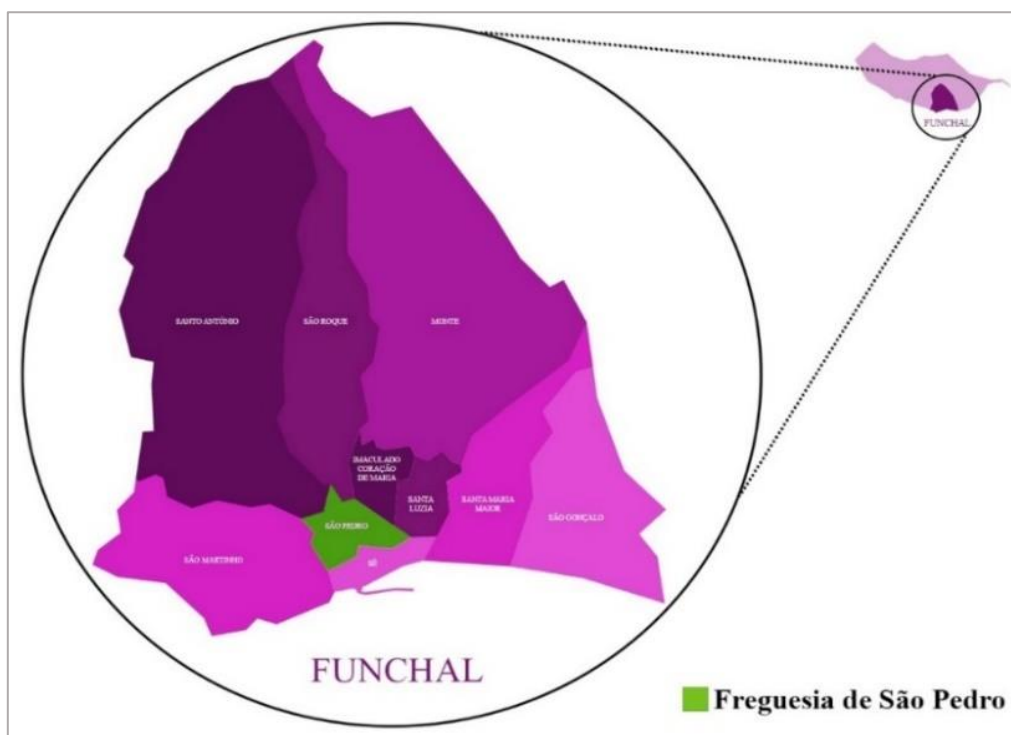 FUNCHAL
SANTO ANTÓNIO
SÃO ROQUE
MONTE
IMACULADO
CORAÇÃO
DE MARIA
SANTA
LUZIA
SANTA MARIA
MAIOR
SÃO GONÇALO
SÃO PEDRO
SÃO MARTINHO
SÉ
FUNCHAL
Freguesia de São Pedro